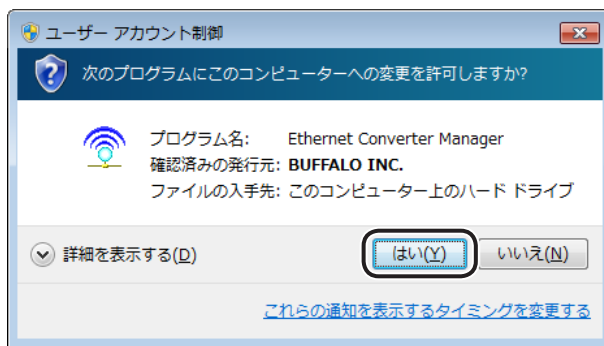 ユーザー アカウント制御
次のプログラムにこのコンピューターへの変更を許可しますか?
プログラム名: Ethernet Converter Manager
確認済みの発行元: BUFFALO INC.
ファイルの入手先: このコンピューター上のハード ドライブ
詳細を表示する(D) はい(Y) いいえ(N)
これらの通知を表示するタイミングを変更する